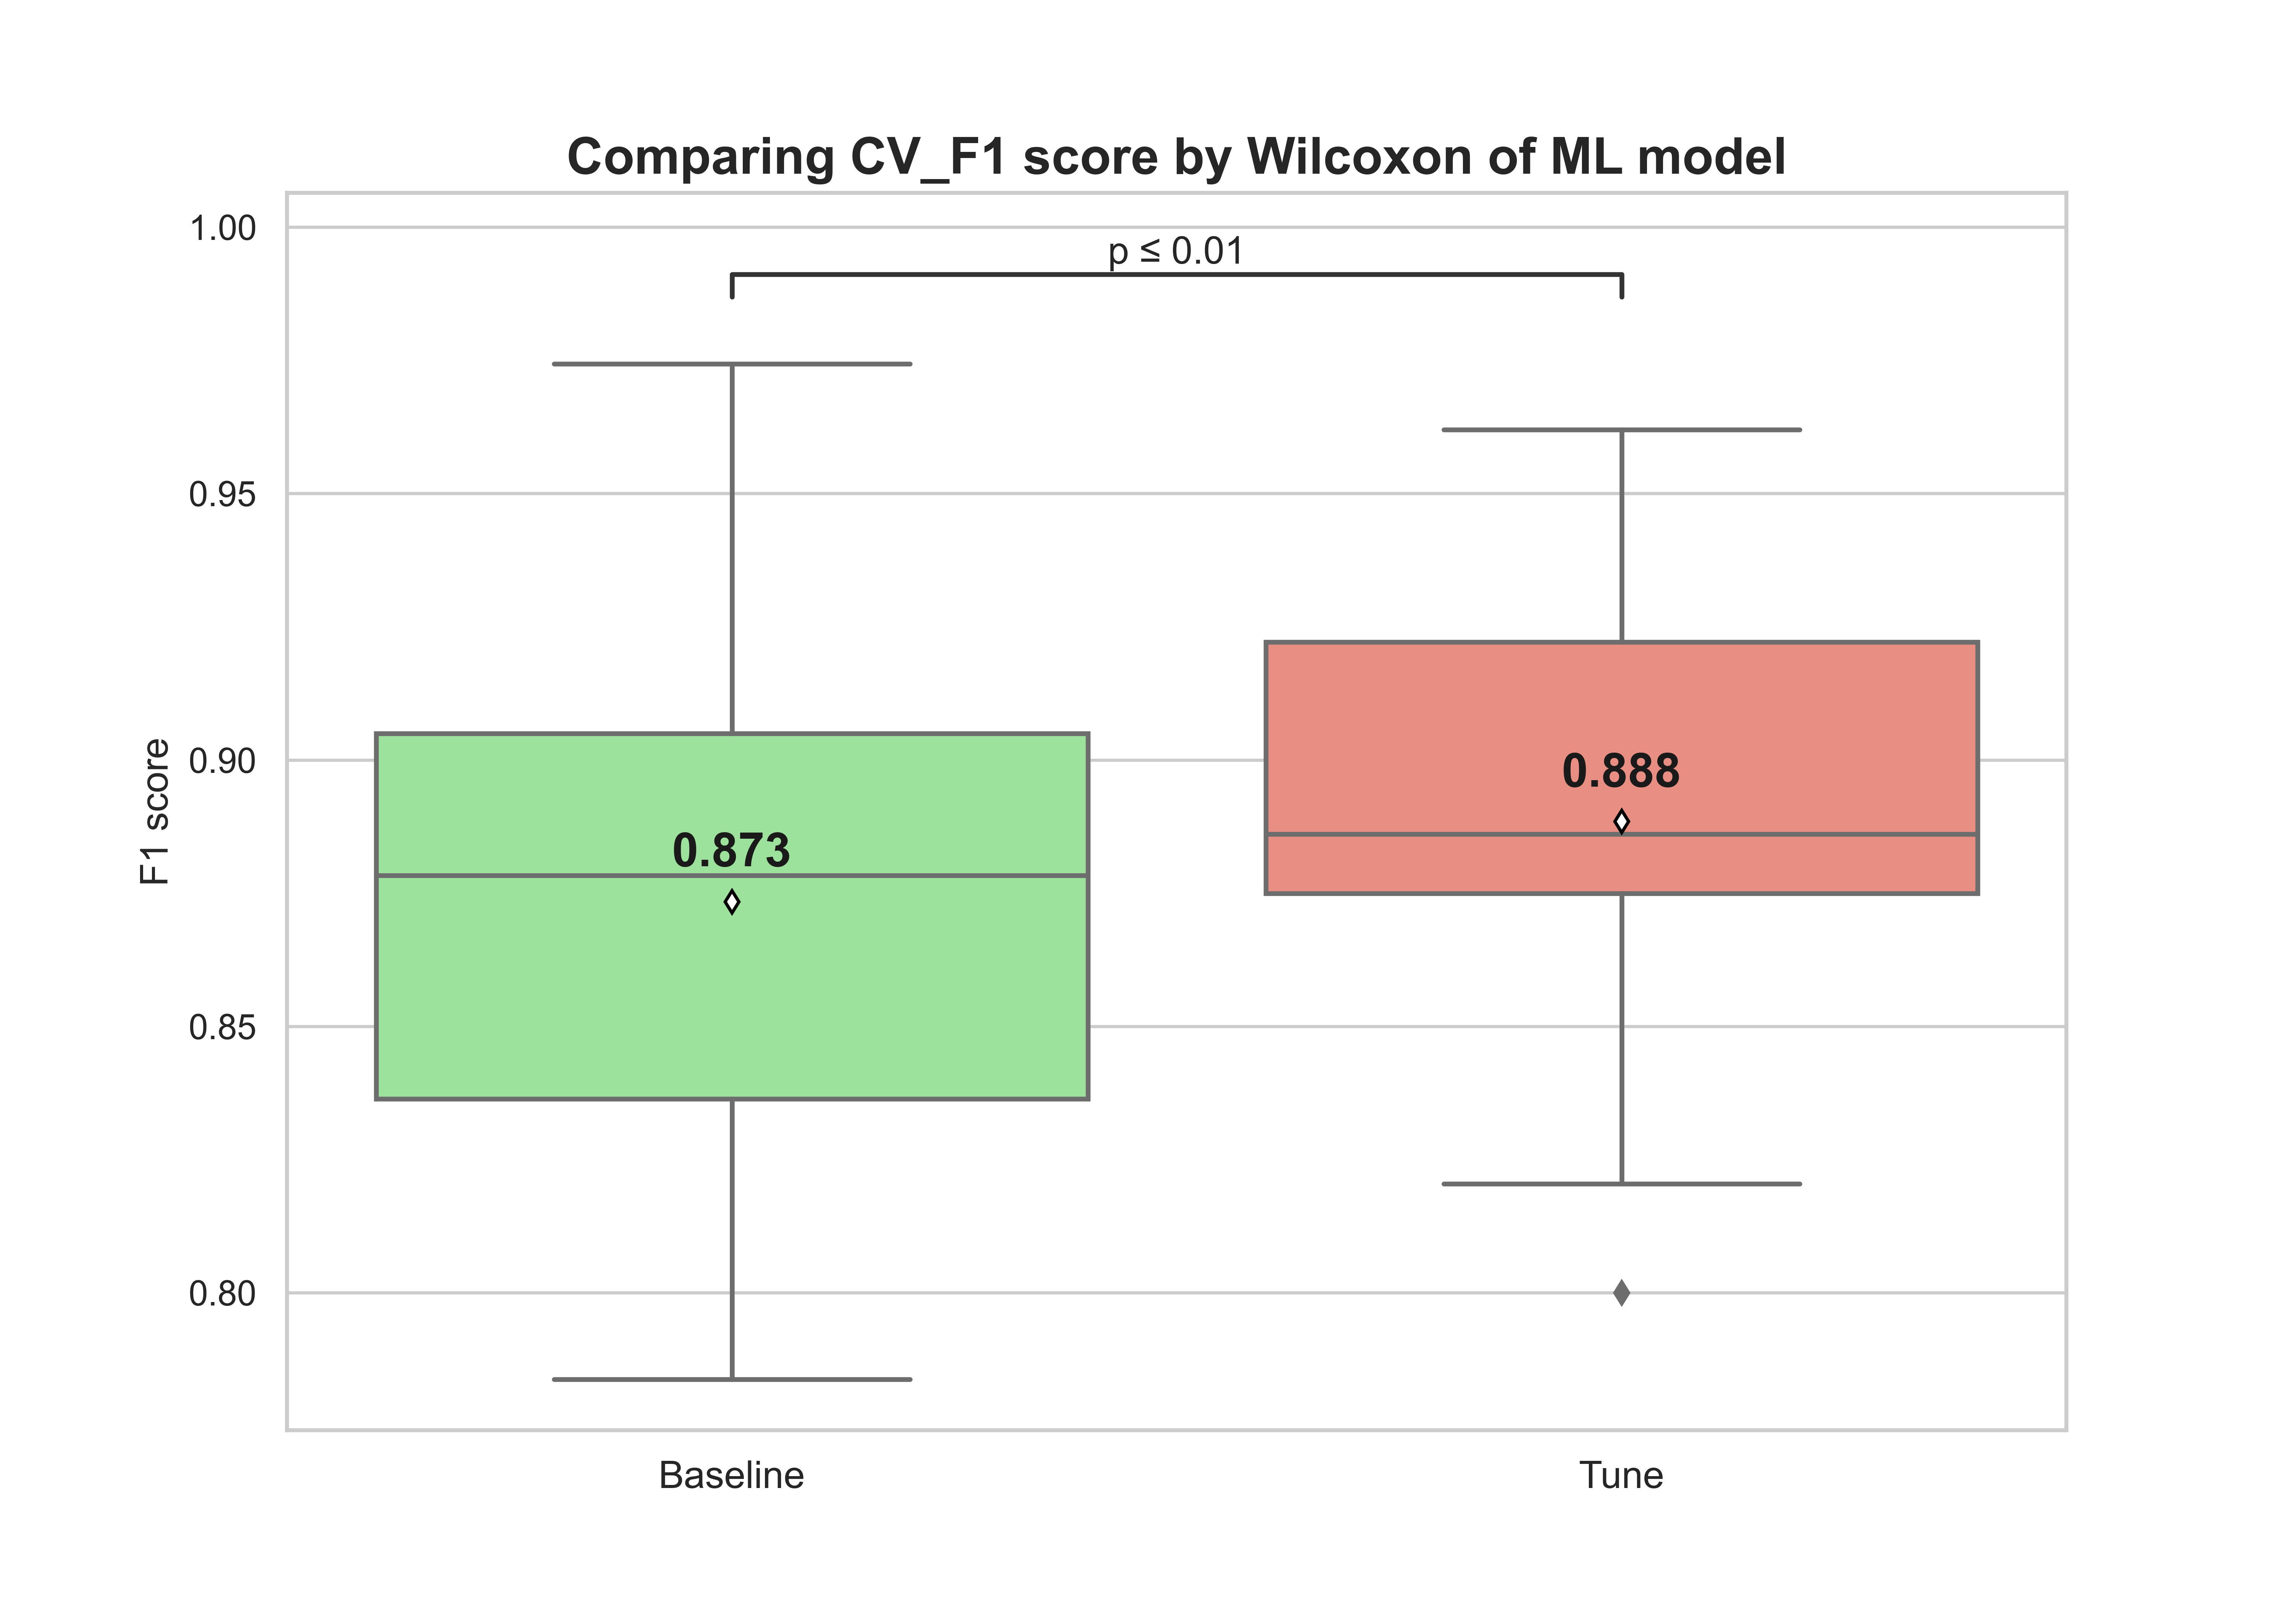 Comparing CV_F1 score by Wilcoxon of ML model
1.00
p ≤ 0.01
0.95
0.90
0.888
0.873
F1 score
0.85
0.80
Baseline
Tune